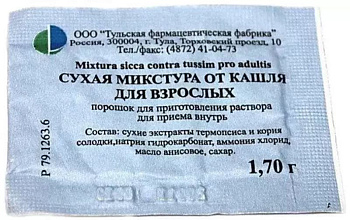 ООО "Тульская фармацевтическая фабрика"
Россия, 300004, г. Тула, Торховский проезд, 10
Тел./факс: (4872) 41-04-73
Mixtura sicca contra tussim pro adultis
СУХАЯ МИКСТУРА ОТ КАШЛЯ
ДЛЯ ВЗРОСЛЫХ
порошок для приготовления раствора
для приема внутрь
Состав: сухие экстракты термопсиса и корня
солодки,натрия гидрокарбонат, аммония хлорид,
масло анисовое, сахар.
1,70 г
Р 79.1263.6